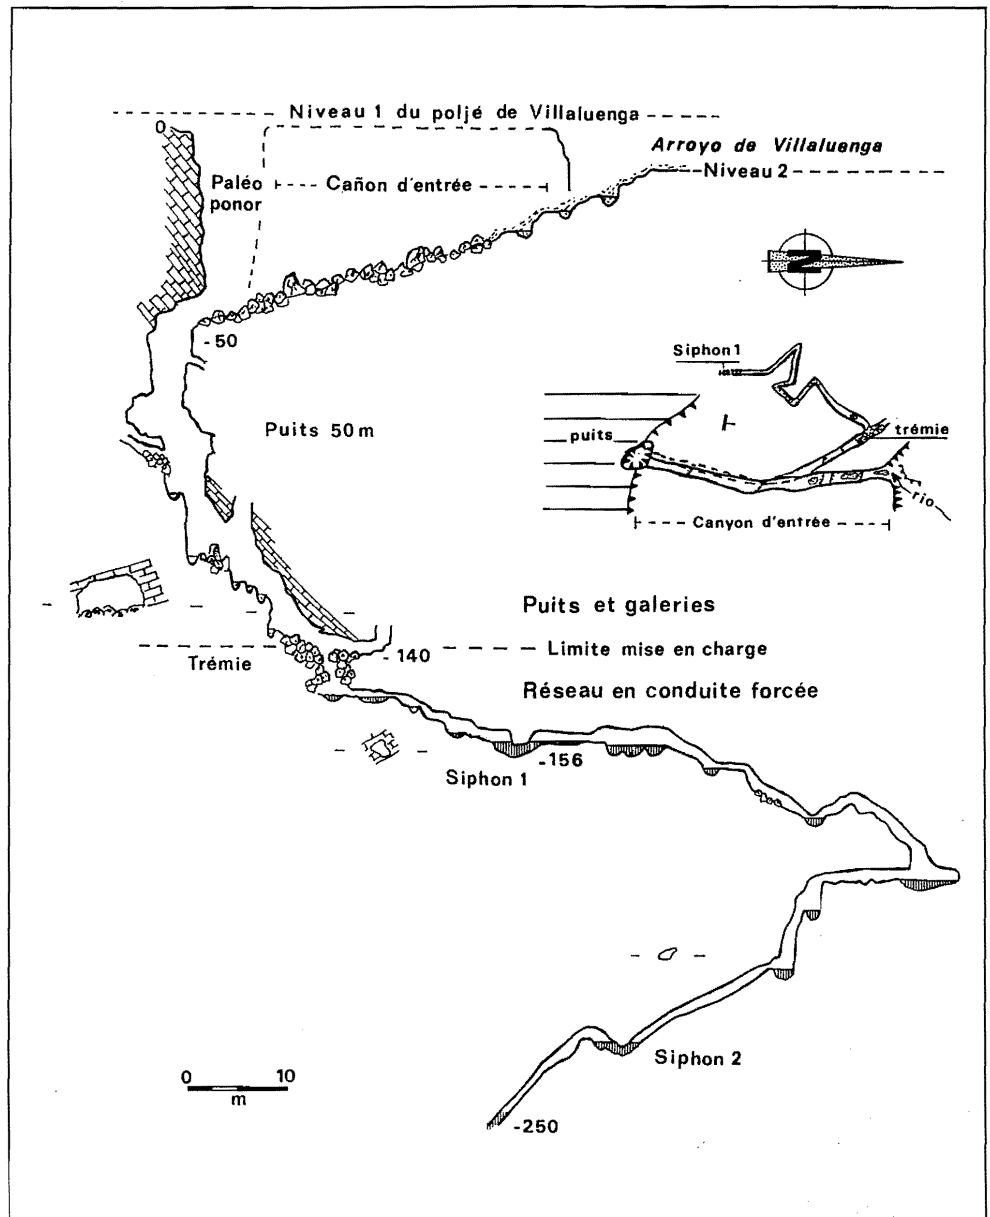 Niveau 1 du poljé de Villaluenga
0
Arroyo de Villaluenga
Niveau 2
Paléo
ponor
Cañon d'entrée
N
- 50
Siphon 1
puits
trémie
rio
Canyon d'entrée
Puits 50 m
Puits et galeries
- 140
Limite mise en charge
Trémie
Réseau en conduite forcée
-156
Siphon 1
Siphon 2
0 10
m
-250